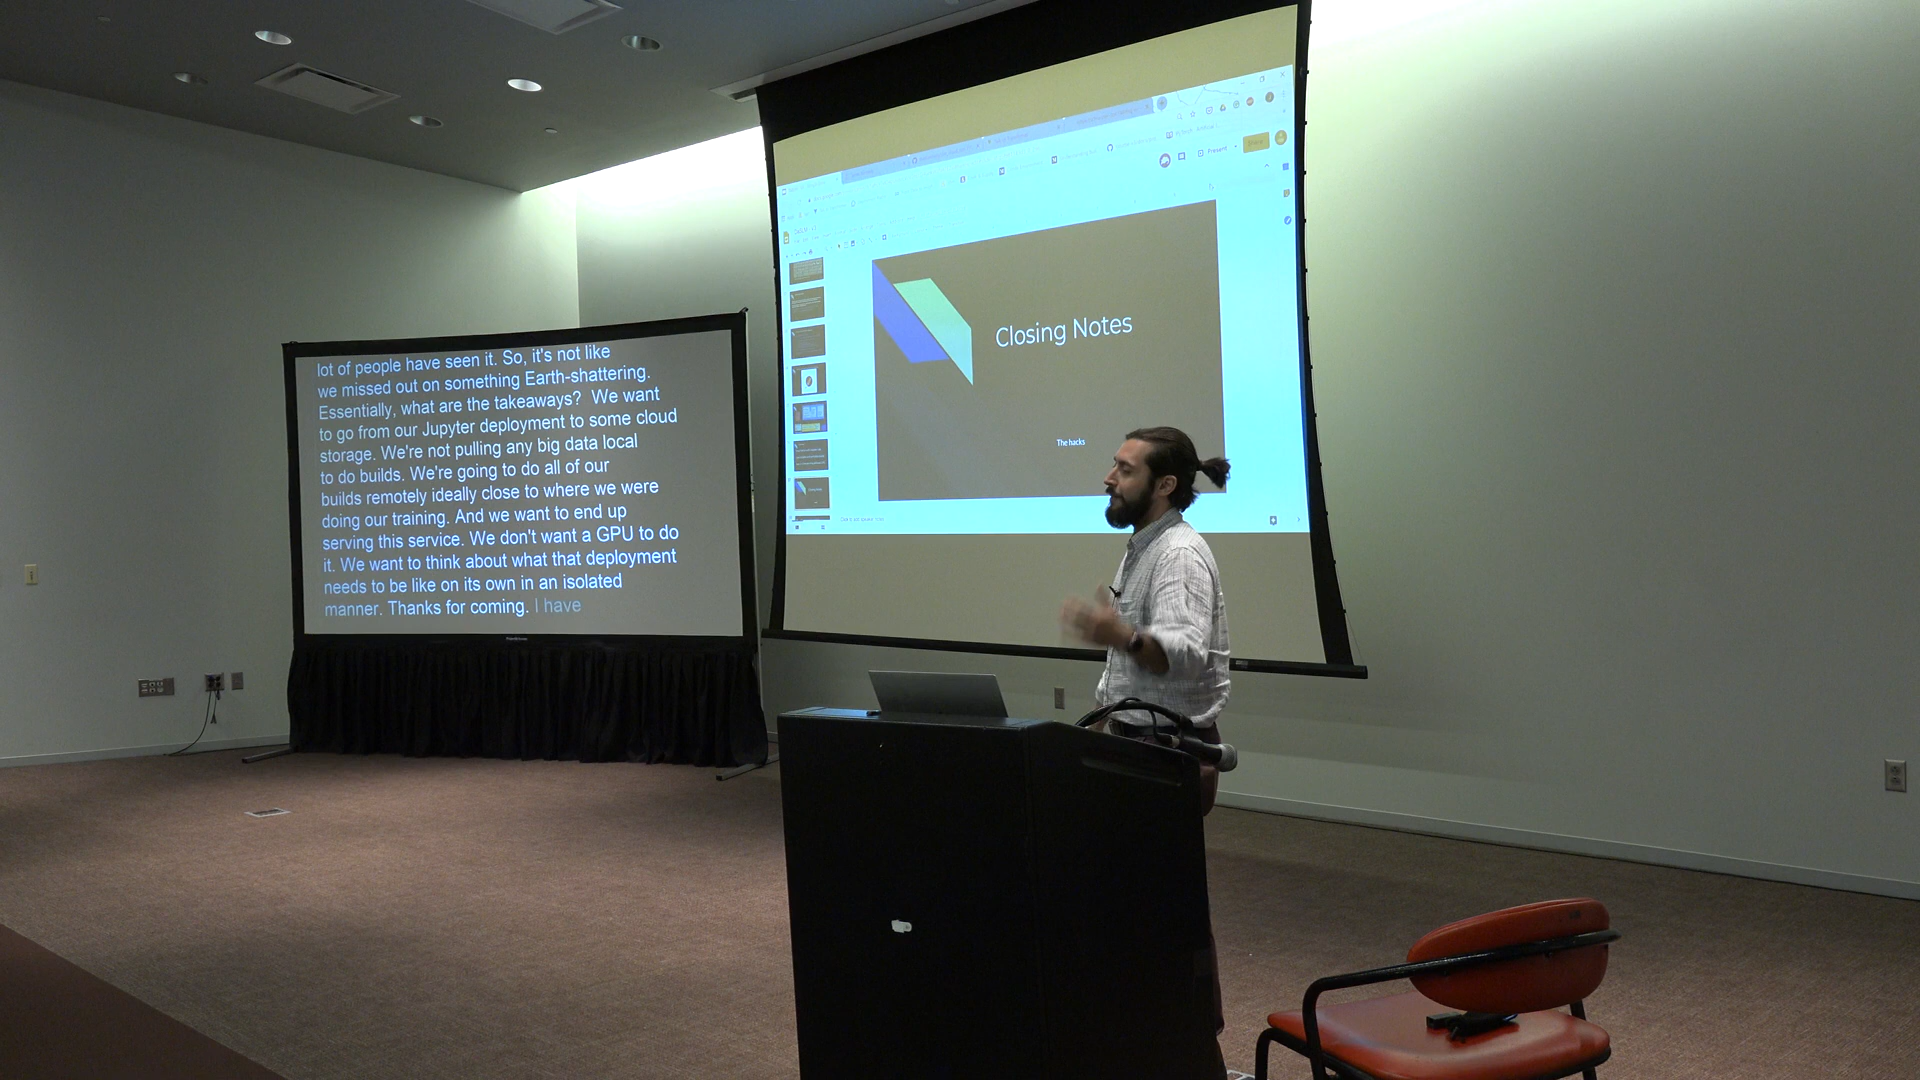 lot of people have seen it. So, it's not like
we missed out on something Earth-shattering.
Essentially, what are the takeaways? We want
to go from our Jupyter deployment to some cloud
storage. We're not pulling any big data local
to do builds. We're going to do all of our
builds remotely ideally close to where we were
doing our training. And we want to end up
serving this service. We don't want a GPU to do
it. We want to think about what that deployment
needs to be like on its own in an isolated
manner. Thanks for coming. I have
Present
Closing Notes
The hacks